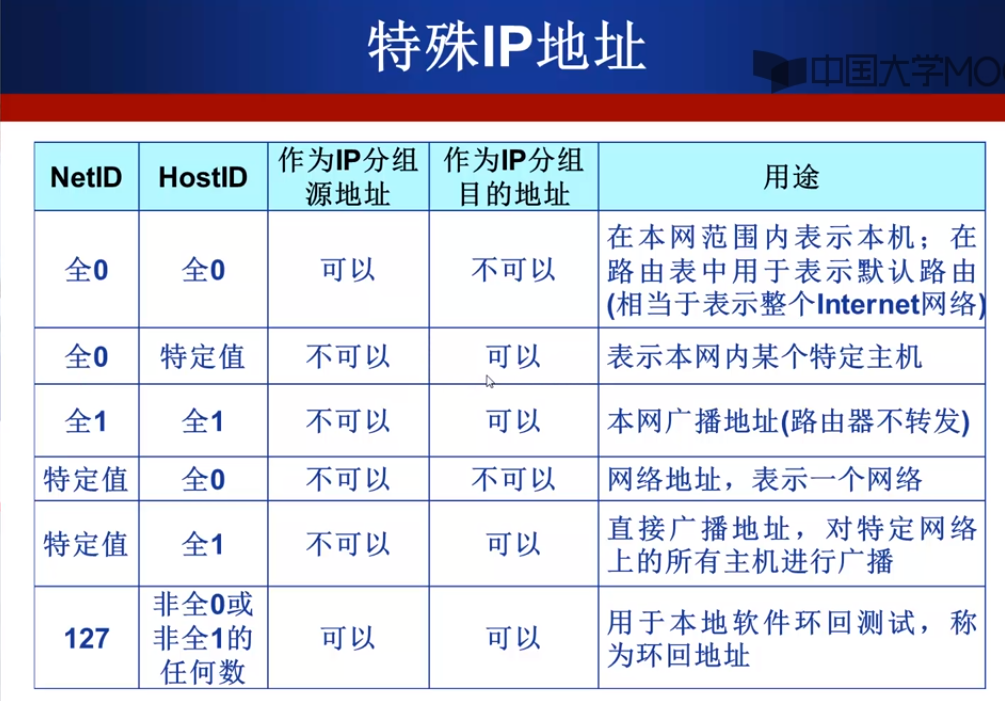 特殊IP地址
中国大学MO
NetID
HostID
作为IP分组
源地址
作为IP分组
目的地址
用途
全0
全0
可以
不可以
在本网范围内表示本机；在
路由表中用于表示默认路由
(相当于表示整个Internet网络)
全0
特定值
不可以
可以
表示本网内某个特定主机
全1
全1
不可以
可以
本网广播地址(路由器不转发)
特定值
全0
不可以
不可以
网络地址，表示一个网络
特定值
全1
不可以
可以
直接广播地址，对特定网络
上的所有主机进行广播
127
非全0或
非全1的
任何数
可以
可以
用于本地软件环回测试，称
为环回地址